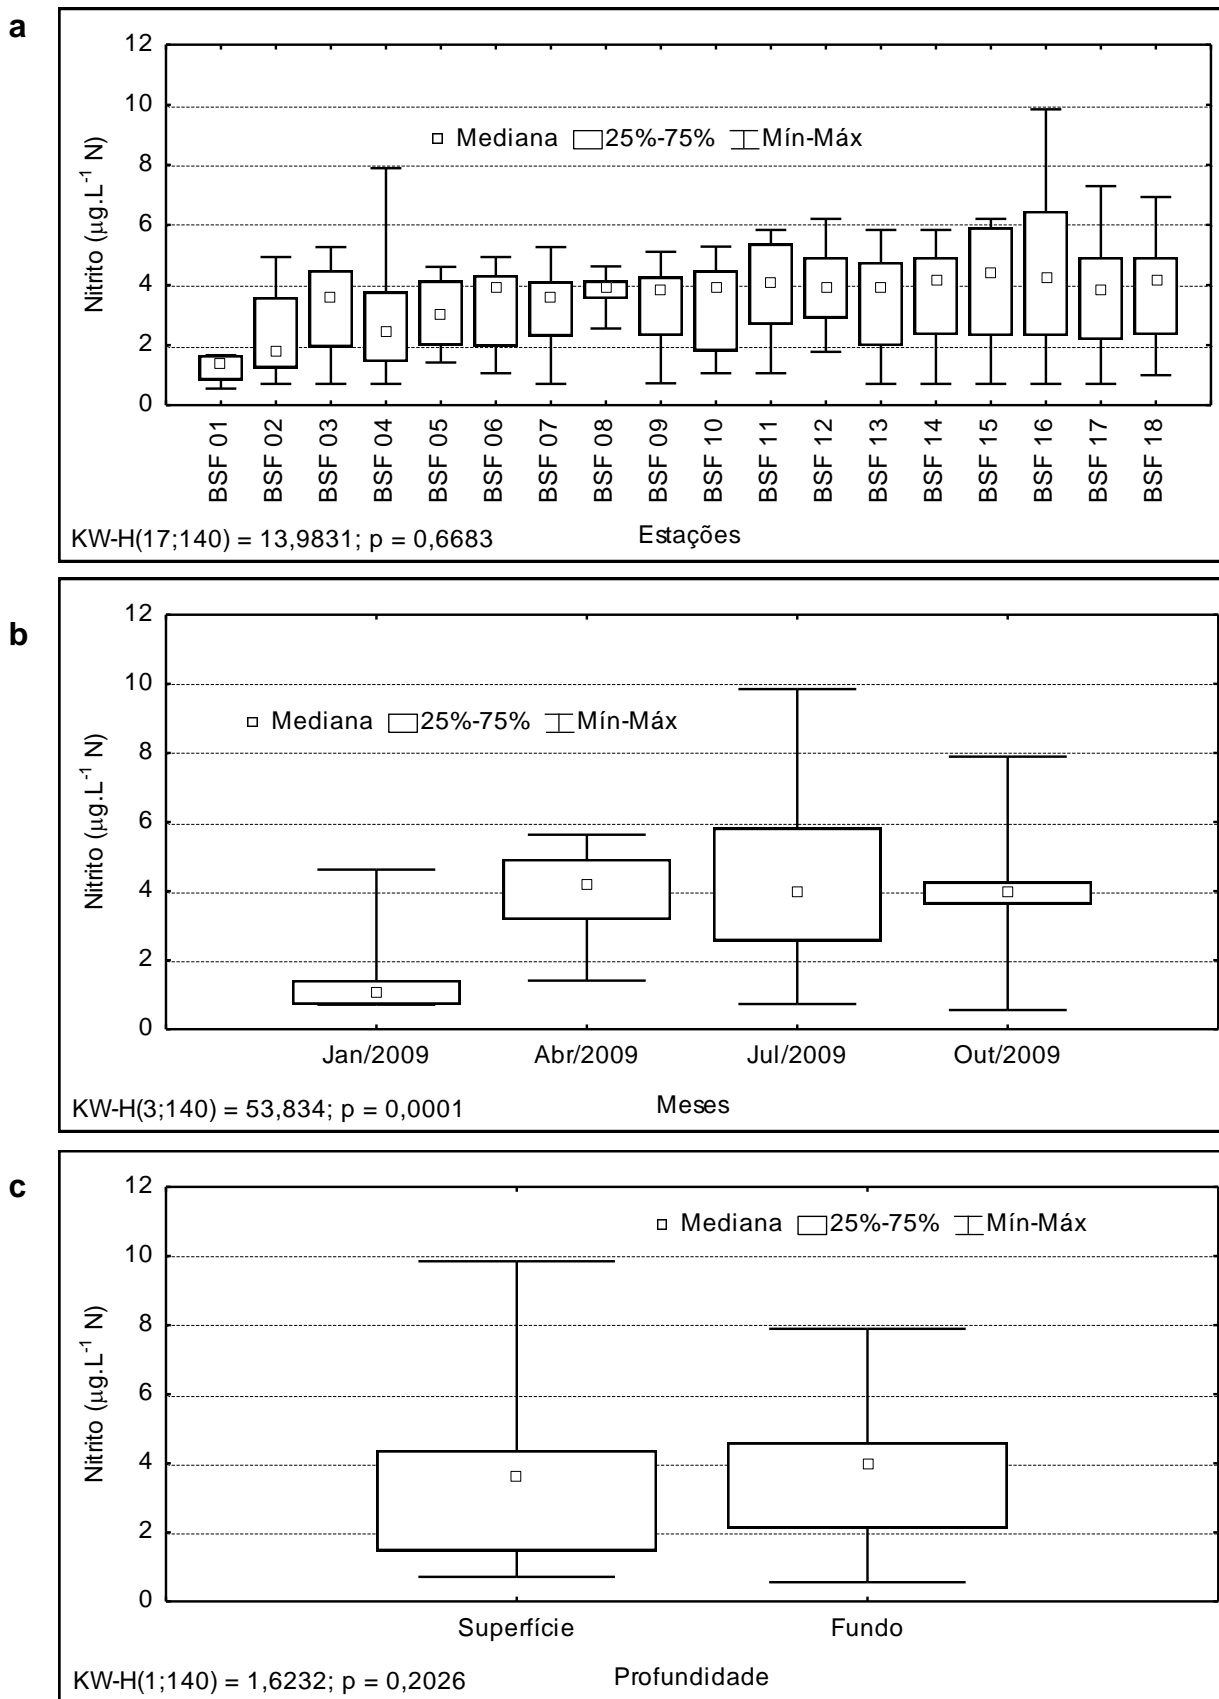 a
12
10
8
6
4
2
0
Nitrito (µg.L⁻¹ N)
Mediana 25%-75% Mín-Máx
BSF 01
BSF 02
BSF 03
BSF 04
BSF 05
BSF 06
BSF 07
BSF 08
BSF 09
BSF 10
BSF 11
BSF 12
BSF 13
BSF 14
BSF 15
BSF 16
BSF 17
BSF 18
KW-H(17;140) = 13,9831; p = 0,6683
Estações
b
12
10
8
6
4
2
0
Nitrito (µg.L⁻¹ N)
Mediana 25%-75% Mín-Máx
Jan/2009 Abr/2009 Jul/2009 Out/2009
KW-H(3;140) = 53,834; p = 0,0001
Meses
c
12
10
8
6
4
2
0
Nitrito (µg.L⁻¹ N)
Mediana 25%-75% Mín-Máx
Superfície Fundo
KW-H(1;140) = 1,6232; p = 0,2026
Profundidade